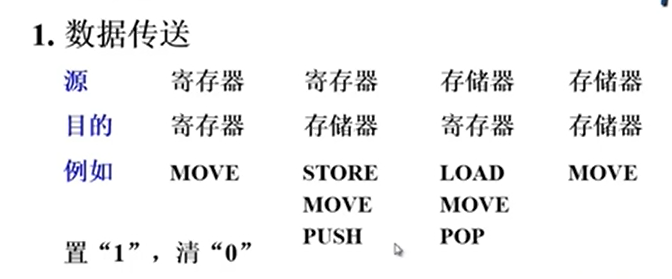 1. 数据传送
源 寄存器 寄存器 存储器 存储器
目的 寄存器 存储器 寄存器 存储器
例如 MOVE STORE LOAD MOVE
MOVE MOVE
PUSH POP
置“1”，清“0”